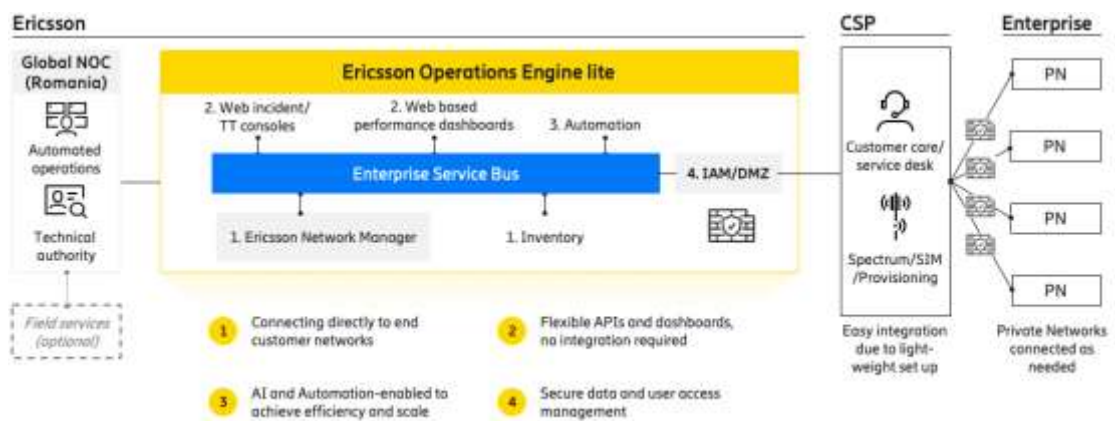 Ericsson
CSP
Enterprise
Global NOC
(Romania)
Automated
operations
Technical
authority
Field services
(optional)
Ericsson Operations Engine lite
2. Web incident/
TT consoles
2. Web based
performance dashboards
3. Automation
Enterprise Service Bus
4. IAM/DMZ
1. Ericsson Network Manager
1. Inventory
Customer care/
service desk
Spectrum/SIM
/Provisioning
PN
PN
PN
PN
Easy integration
due to light-
weight set up
Private Networks
connected as
needed
1
Connecting directly to end
customer networks
2
Flexible APIs and dashboards,
no integration required
3
AI and Automation-enabled to
achieve efficiency and scale
4
Secure data and user access
management